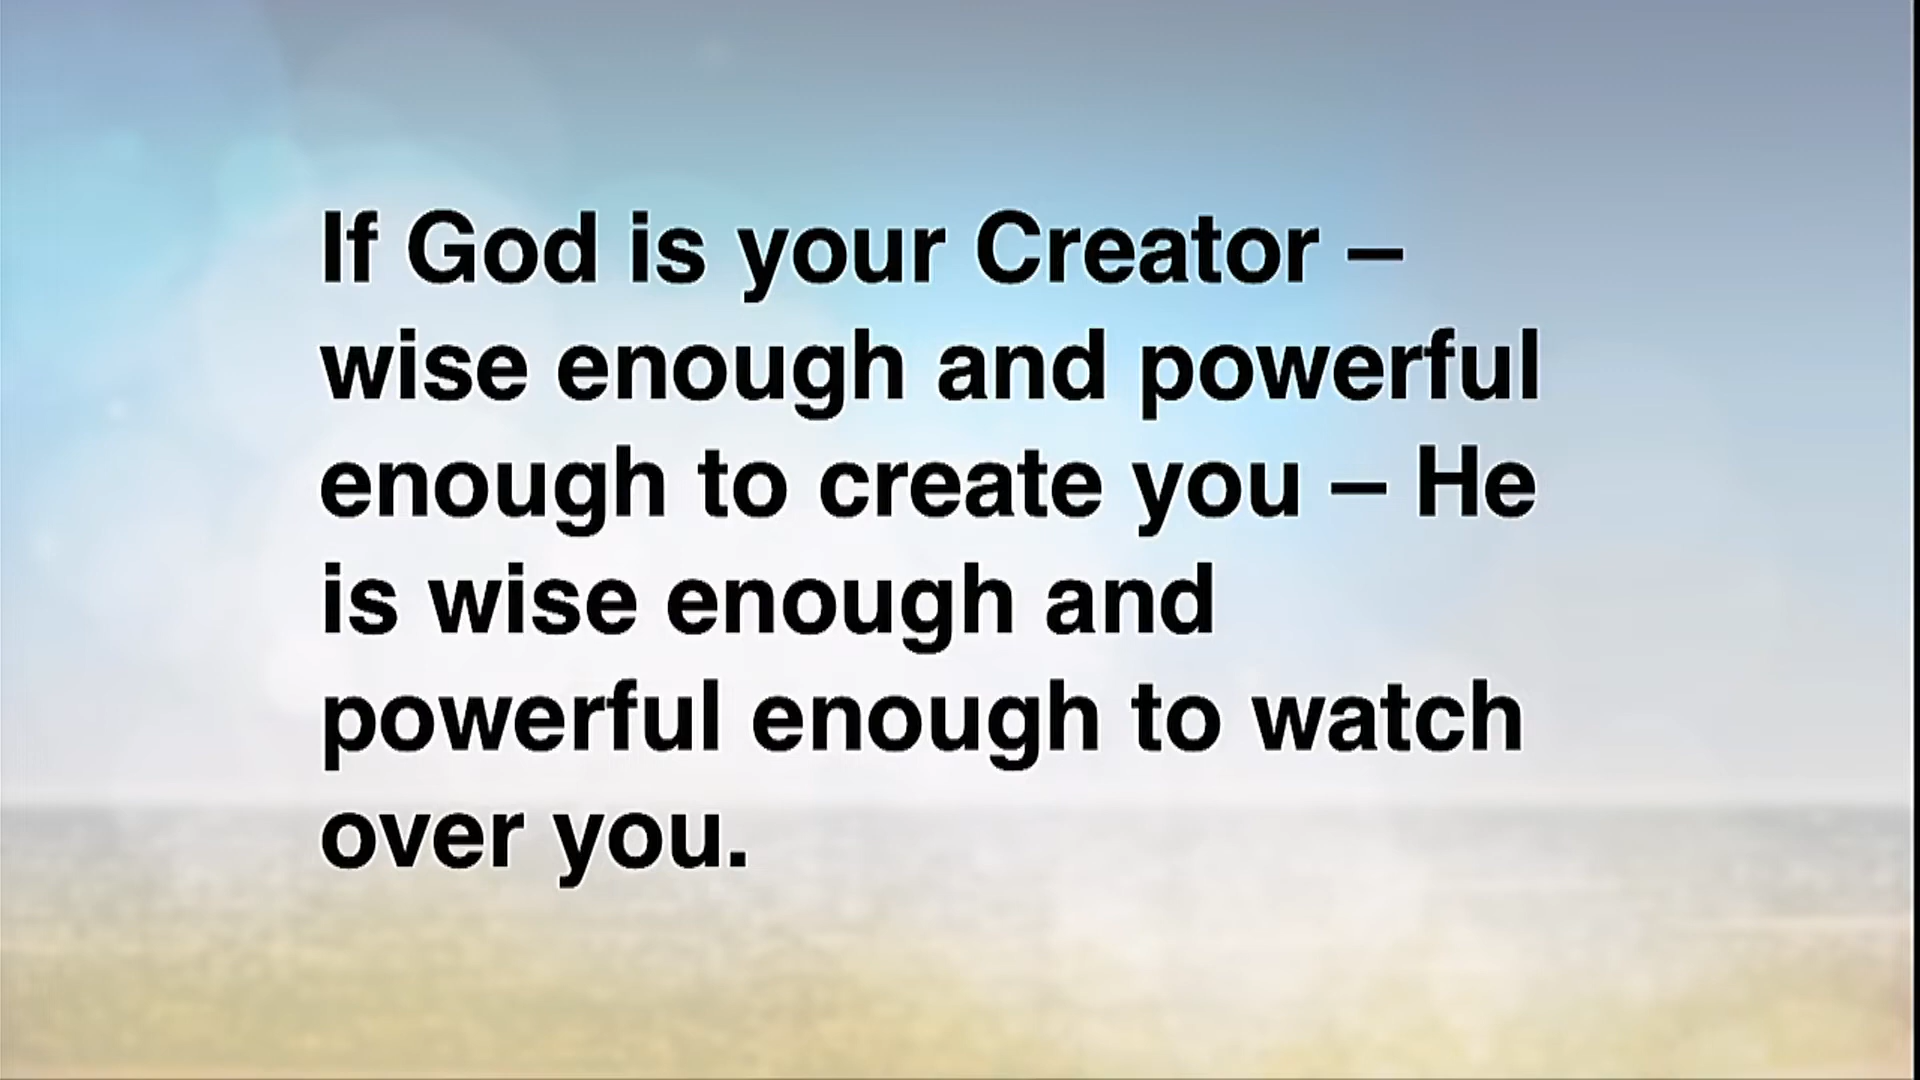 If God is your Creator –
wise enough and powerful
enough to create you – He
is wise enough and
powerful enough to watch
over you.